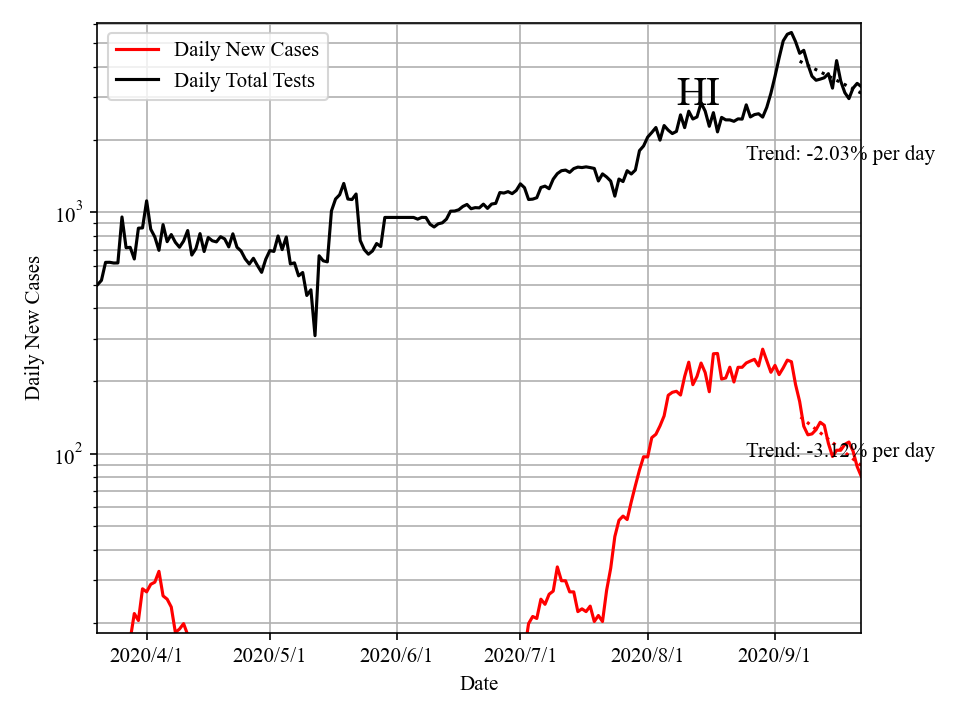 Daily New Cases
Daily Total Tests
HI
Trend: -2.03% per day
10³
Daily New Cases
Trend: -3.12% per day
10²
2020/4/1 2020/5/1 2020/6/1 2020/7/1 2020/8/1 2020/9/1
Date